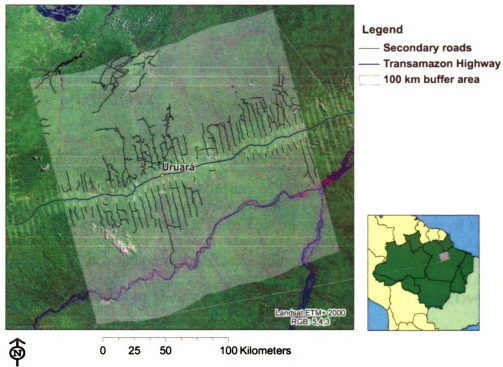 Legend
Secondary roads
Transamazon Highway
100 km buffer area
Uruará
Landsat ETM+ 2000
RGB: 5,4,3
N
0 25 50 100 Kilometers